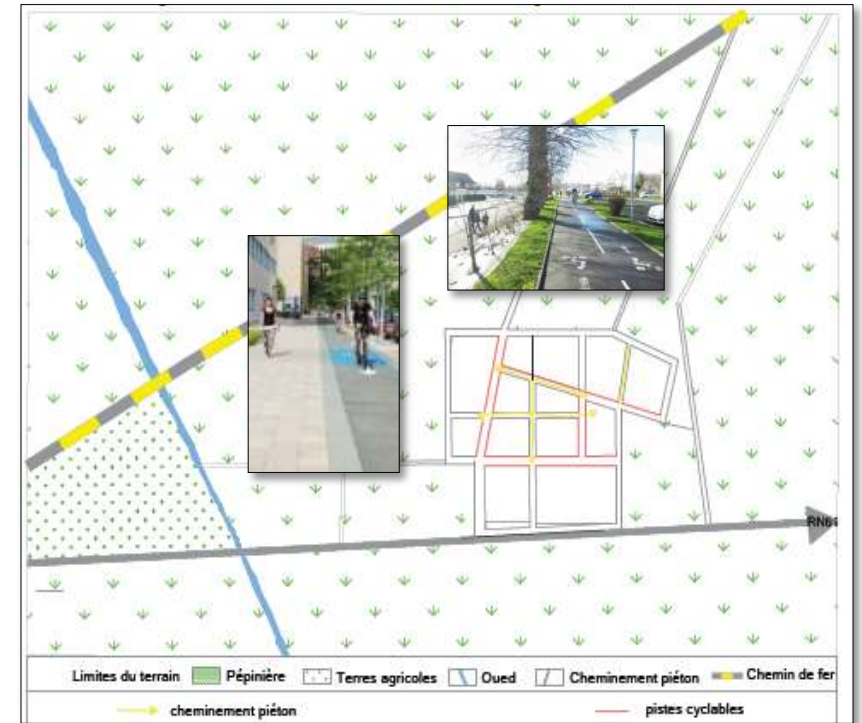 RN6
Limites du terrain Pépinière Terres agricoles Oued Cheminement piéton Chemin de fer
cheminement piéton pistes cyclables